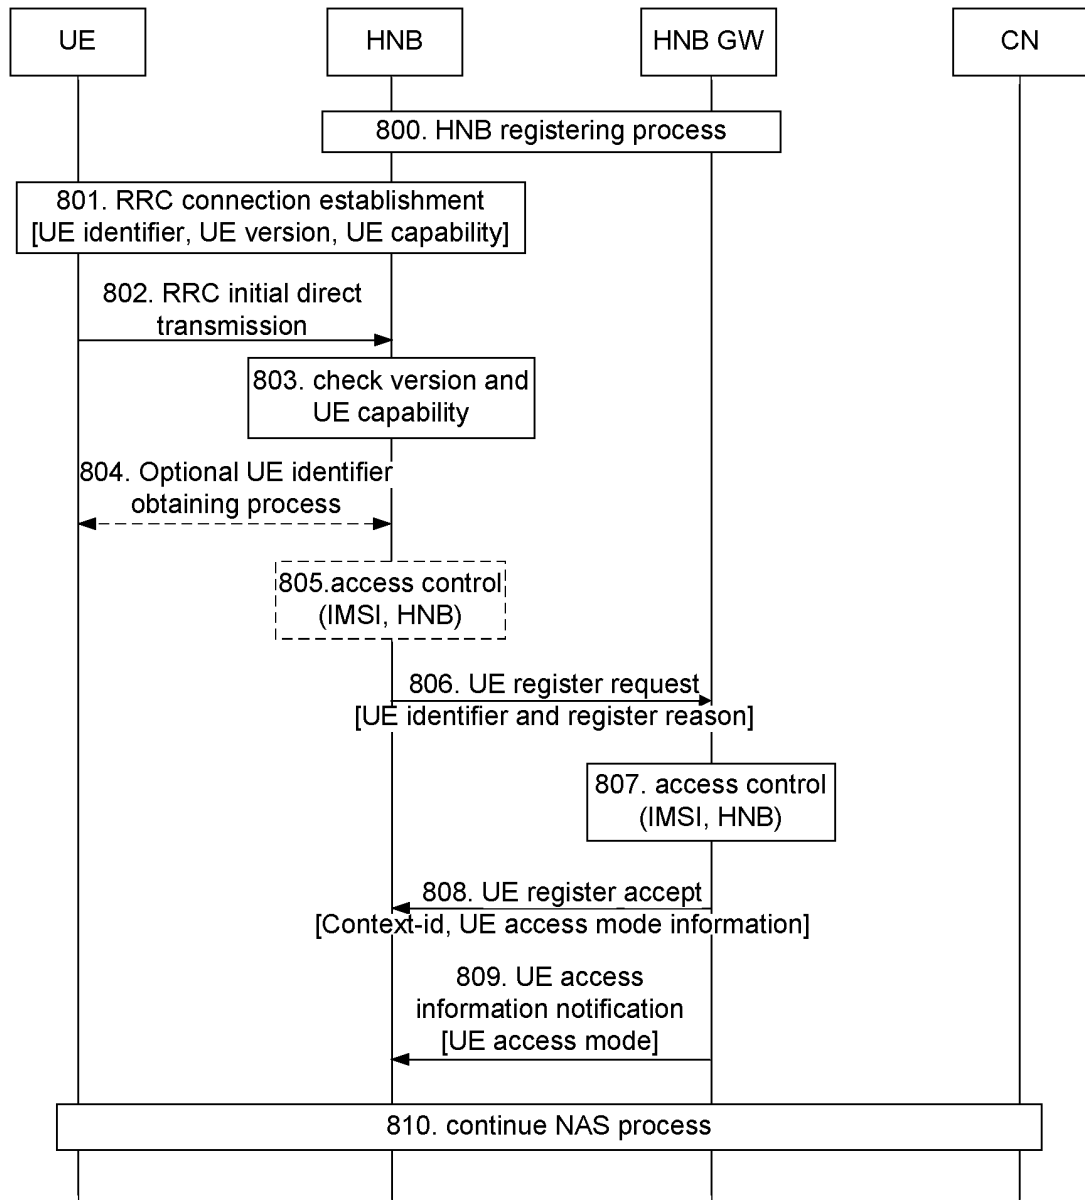 UE
HNB
HNB GW
CN
800. HNB registering process
801. RRC connection establishment
[UE identifier, UE version, UE capability]
802. RRC initial direct
transmission
803. check version and
UE capability
804. Optional UE identifier
obtaining process
805.access control
(IMSI, HNB)
806. UE register request
[UE identifier and register reason]
807. access control
(IMSI, HNB)
808. UE register accept
[Context-id, UE access mode information]
809. UE access
information notification
[UE access mode]
810. continue NAS process